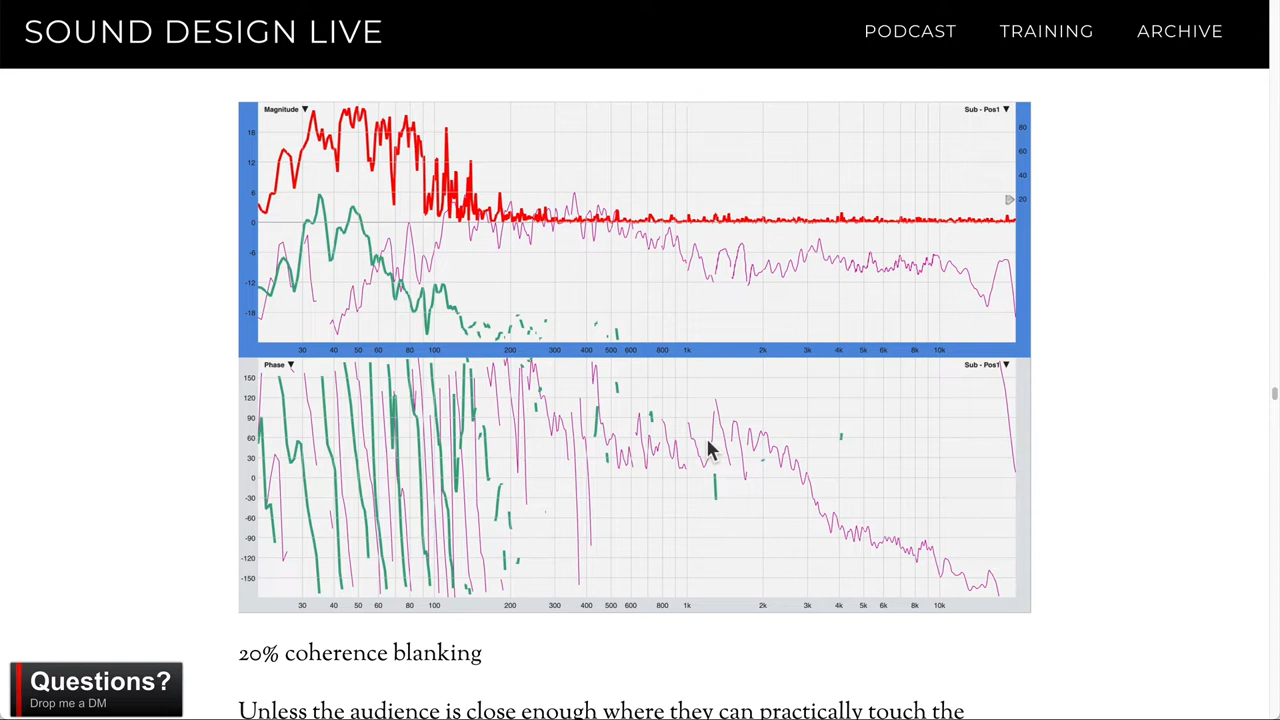 SOUND DESIGN LIVE
PODCAST TRAINING ARCHIVE
Magnitude ▼ Sub - Pos1 ▼
18
12
6
0
-6
-12
-18
80
60
40
20
30 40 50 60 80 100 200 300 400 500 600 800 1k 2k 3k 4k 5k 6k 8k 10k
Phase ▼ Sub - Pos1 ▼
150
120
90
60
30
0
-30
-60
-90
-120
-150
30 40 50 60 80 100 200 300 400 500 600 800 1k 2k 3k 4k 5k 6k 8k 10k
20% coherence blanking
Questions?
Drop me a DM
Unless the audience is close enough where they can practically touch the